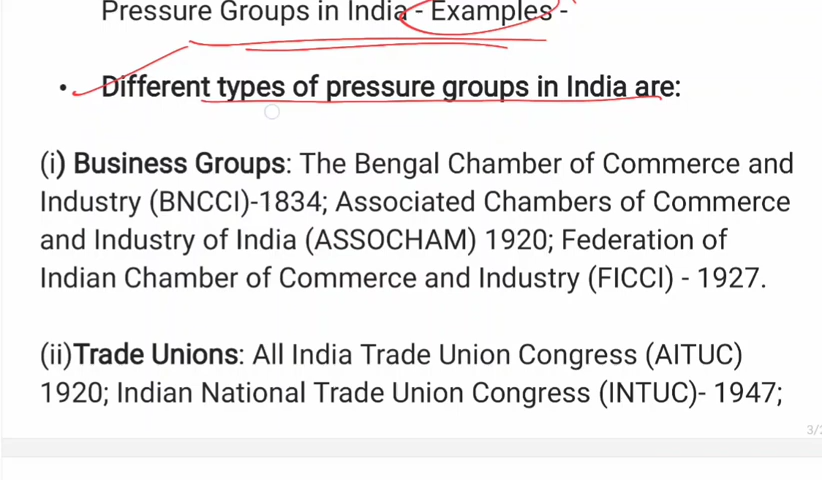 Pressure Groups in India - Examples -
• Different types of pressure groups in India are:
(i) Business Groups: The Bengal Chamber of Commerce and
Industry (BNCCI)-1834; Associated Chambers of Commerce
and Industry of India (ASSOCHAM) 1920; Federation of
Indian Chamber of Commerce and Industry (FICCI) - 1927.
(ii)Trade Unions: All India Trade Union Congress (AITUC)
1920; Indian National Trade Union Congress (INTUC)- 1947;
3/